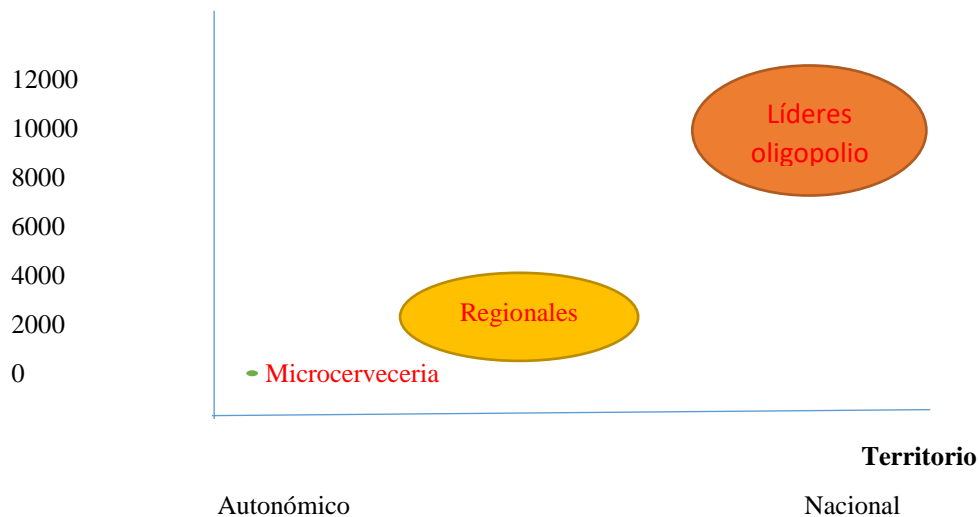 12000
10000
8000
6000
4000
2000
0
Líderes
oligopolio
Regionales
Microcerveceria
Territorio
Autonómico
Nacional